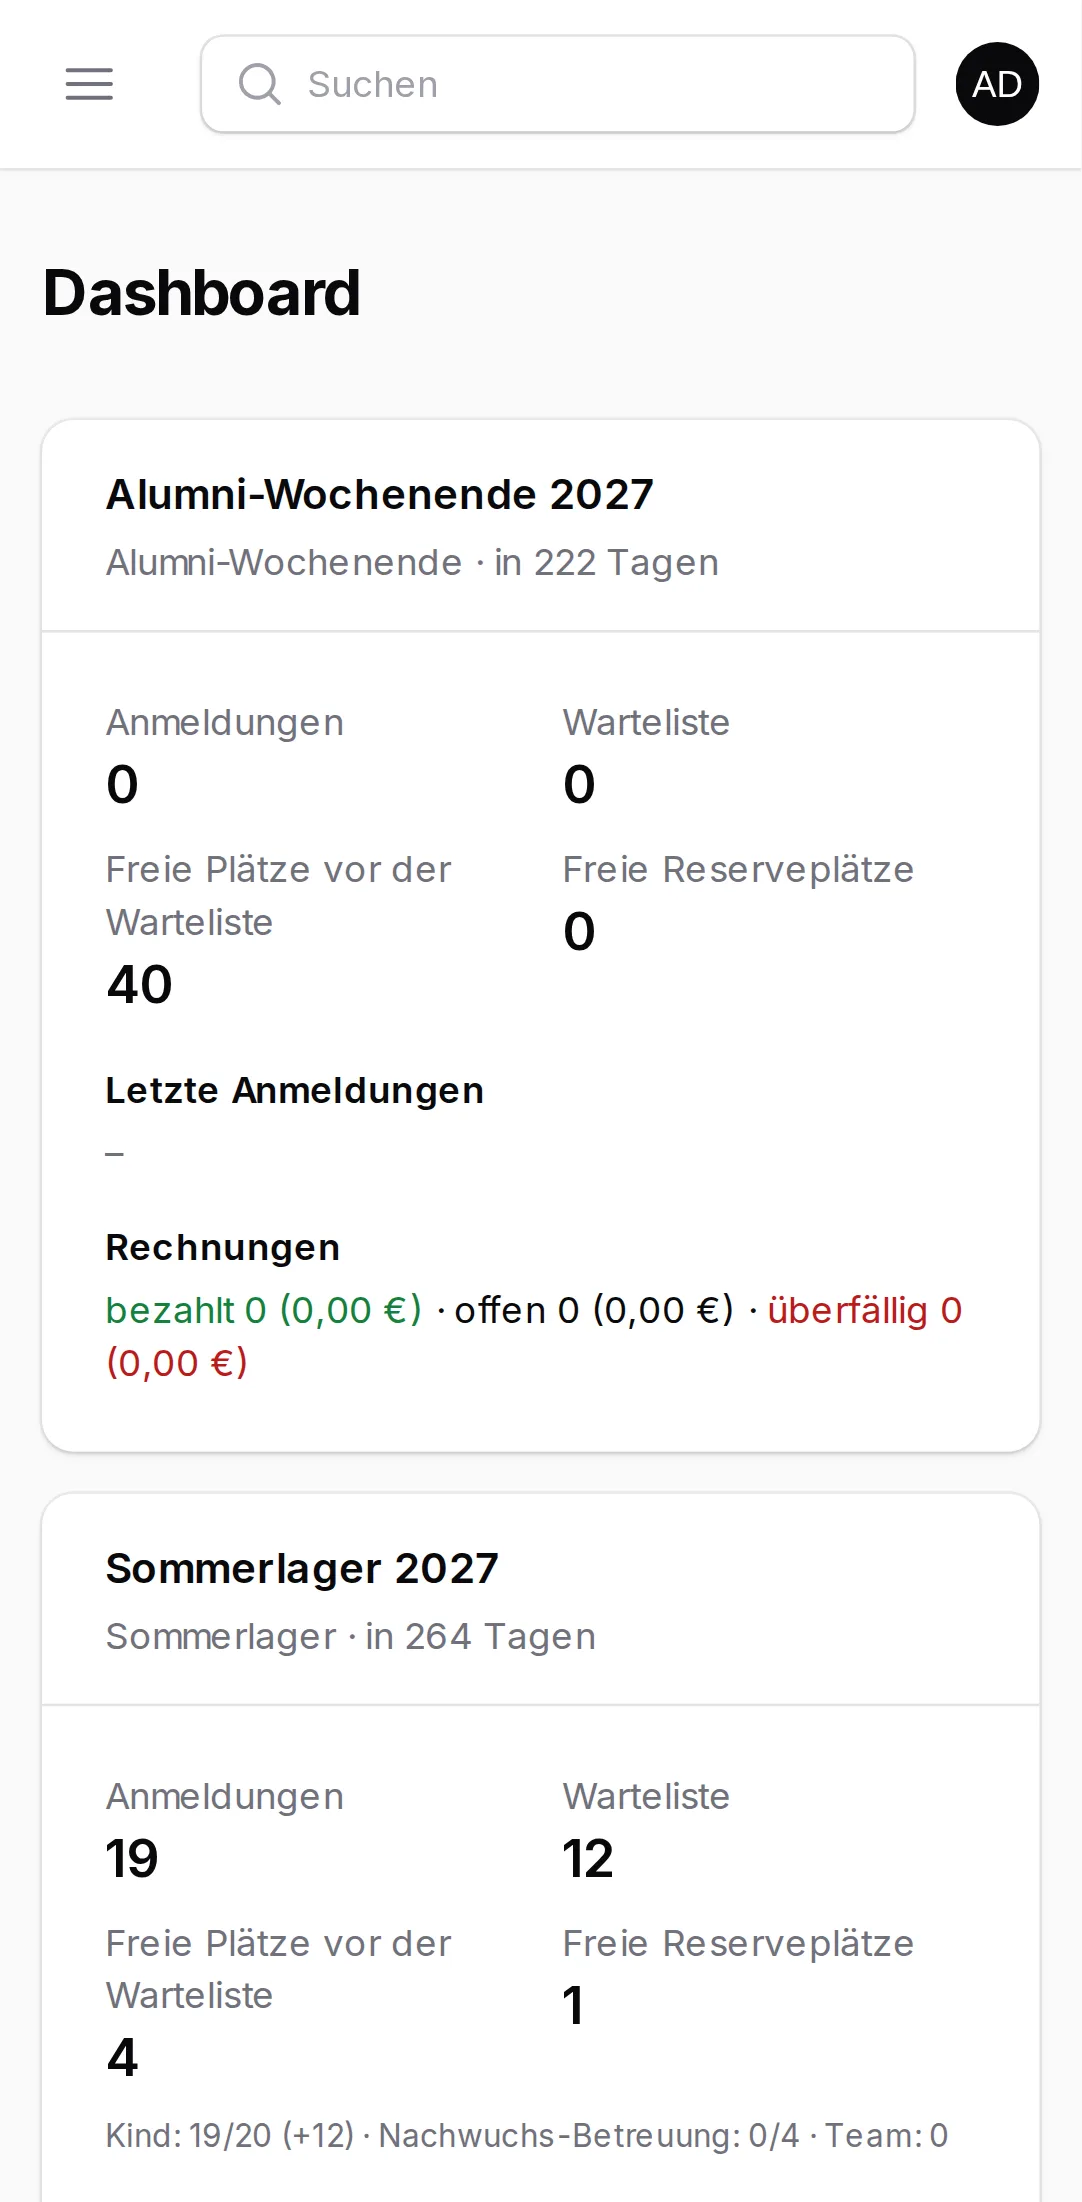 Suchen
AD
Dashboard
Alumni-Wochenende 2027
Alumni-Wochenende · in 222 Tagen
Anmeldungen
0
Warteliste
0
Freie Plätze vor der
Warteliste
40
Freie Reserveplätze
0
Letzte Anmeldungen
–
Rechnungen
bezahlt 0 (0,00 €) · offen 0 (0,00 €) · überfällig 0
(0,00 €)
Sommerlager 2027
Sommerlager · in 264 Tagen
Anmeldungen
19
Warteliste
12
Freie Plätze vor der
Warteliste
4
Freie Reserveplätze
1
Kind: 19/20 (+12) · Nachwuchs-Betreuung: 0/4 · Team: 0